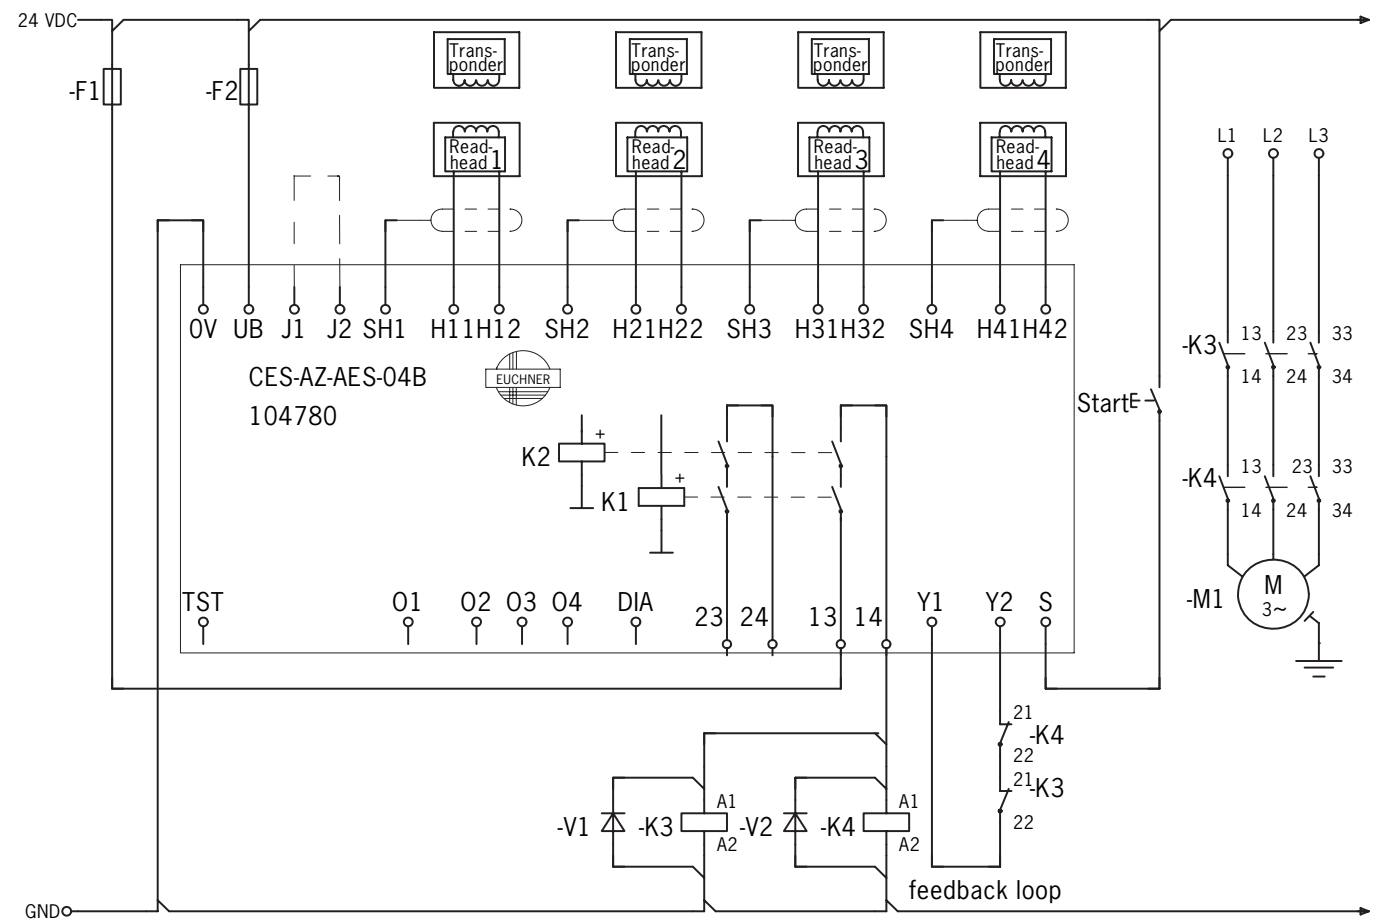 24 VDC
Trans-
ponder
Trans-
ponder
Trans-
ponder
Trans-
ponder
-F1
-F2
Read-
head 1
Read-
head 2
Read-
head 3
Read-
head 4
L1 L2 L3
0V UB J1 J2 SH1 H11 H12 SH2 H21 H22 SH3 H31 H32 SH4 H41 H42
CES-AZ-AES-04B
104780
EUCHNER
-K3 13 23 33
14 24 34
Start
K2 +
K1 +
-K4 13 23 33
14 24 34
TST O1 O2 O3 O4 DIA 23 24 13 14 Y1 Y2 S
-M1
M
3~
21
-K4
22
21
-K3
22
-V1 -K3 A1
A2
-V2 -K4 A1
A2
feedback loop
GND